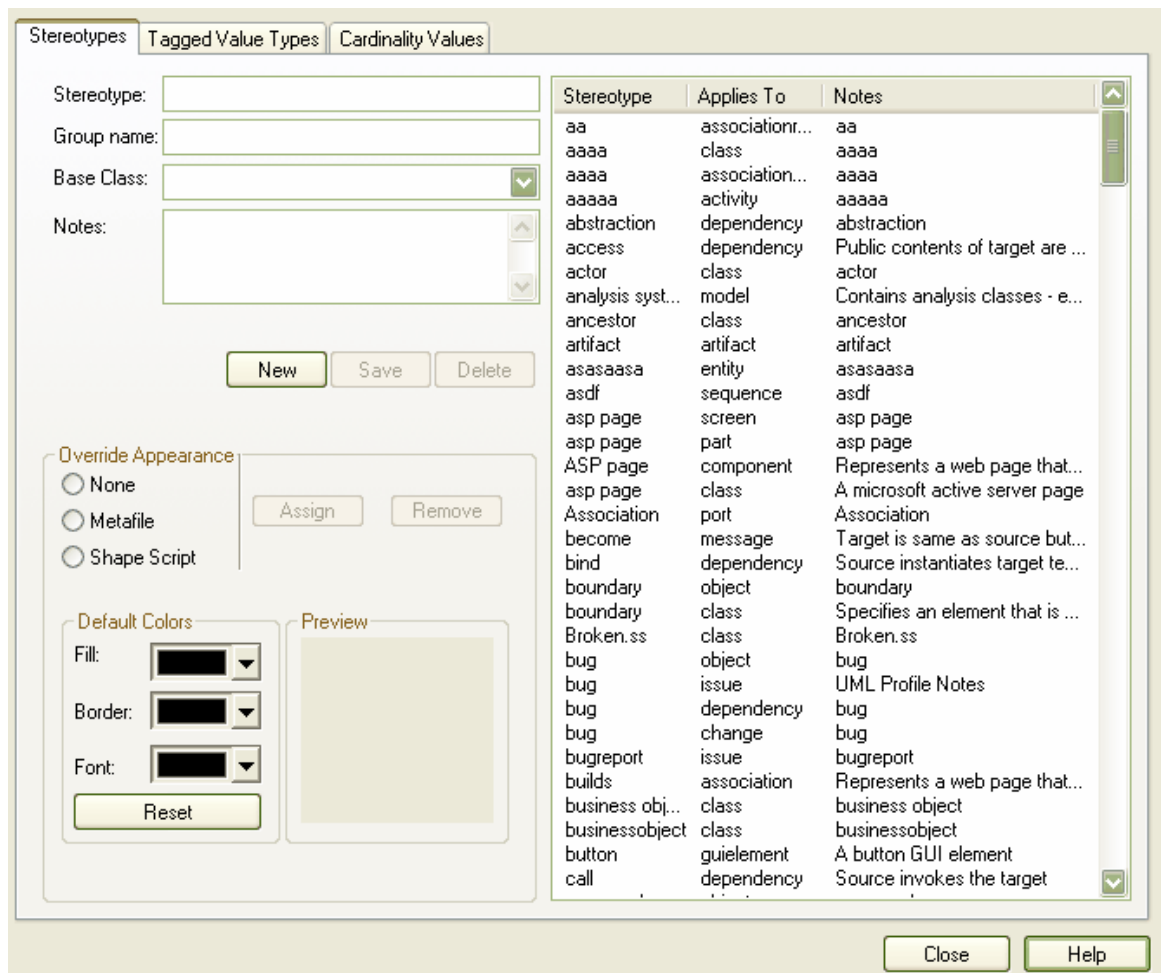 Stereotypes Tagged Value Types Cardinality Values
Stereotype:
Group name:
Base Class:
Notes:
New Save Delete
Override Appearance
None
Metafile
Shape Script
Assign Remove
Default Colors
Fill:
Border:
Font:
Reset
Preview
Stereotype Applies To Notes
aa associationr... aa
aaaa class aaaa
aaaa association... aaaa
aaaaa activity aaaaa
abstraction dependency abstraction
access dependency Public contents of target are ...
actor class actor
analysis syst... model Contains analysis classes - e...
ancestor class ancestor
artifact artifact artifact
asasaasa entity asasaasa
asdf sequence asdf
asp page screen asp page
asp page part asp page
ASP page component Represents a web page that...
asp page class A microsoft active server page
Association port Association
become message Target is same as source but...
bind dependency Source instantiates target te...
boundary object boundary
boundary class Specifies an element that is ...
Broken.ss class Broken.ss
bug object bug
bug issue UML Profile Notes
bug dependency bug
bug change bug
bugreport issue bugreport
builds association Represents a web page that...
business obj... class business object
businessobject class businessobject
button guielement A button GUI element
call dependency Source invokes the target
Close Help